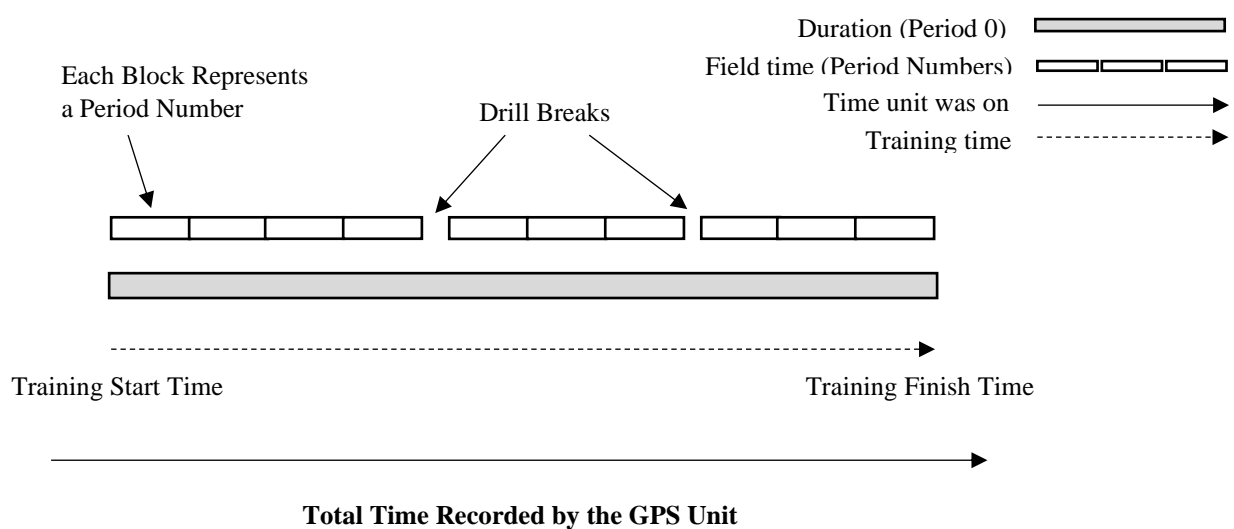 Duration (Period 0)
Field time (Period Numbers)
Time unit was on
Training time
Each Block Represents
a Period Number
Drill Breaks
Training Start Time
Training Finish Time
Total Time Recorded by the GPS Unit